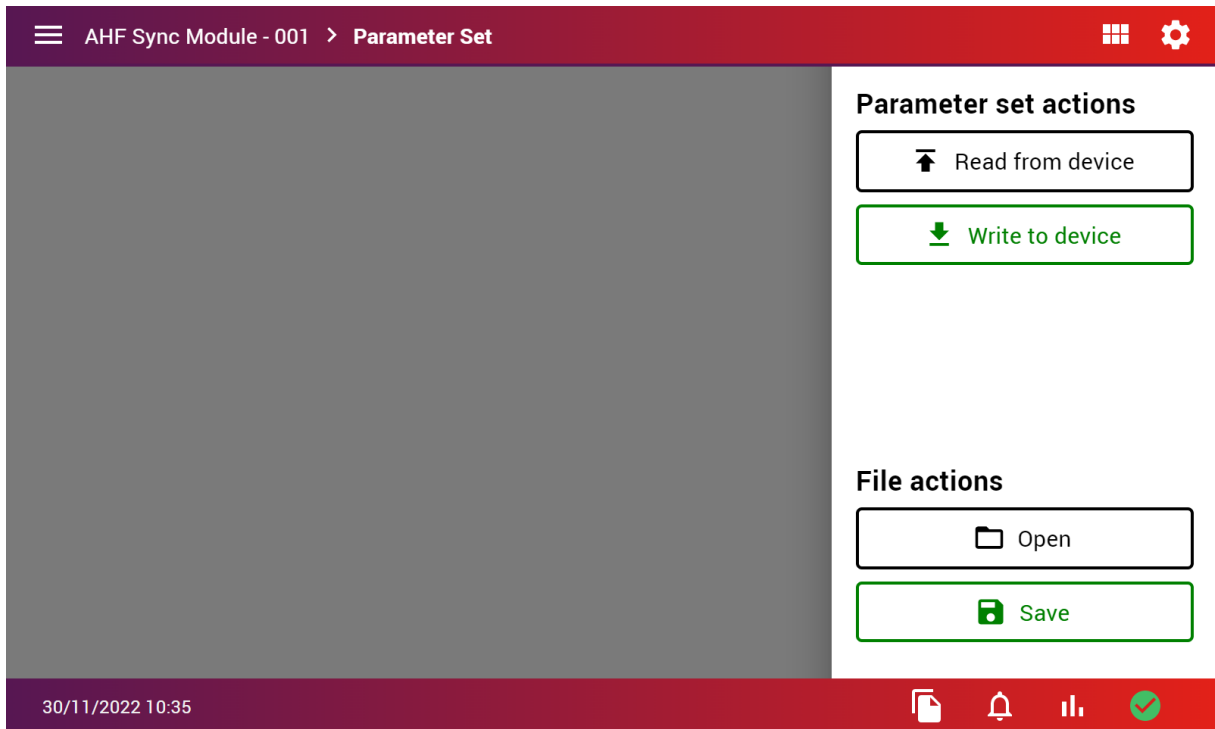 AHF Sync Module - 001 > Parameter Set
Parameter set actions
Read from device
Write to device
File actions
Open
Save
30/11/2022 10:35